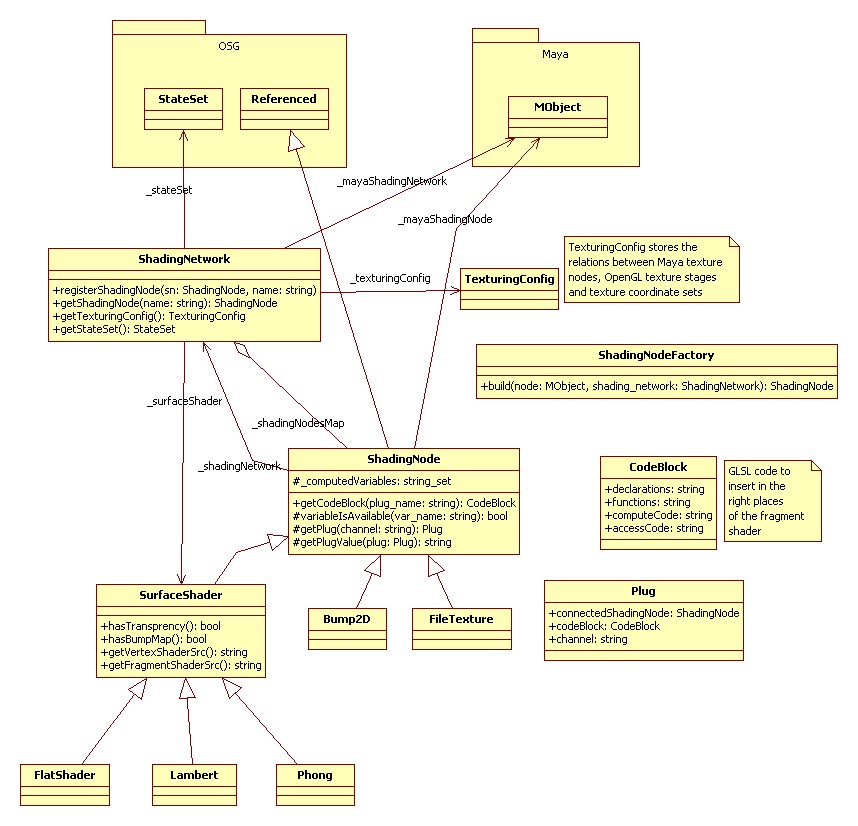 OSG
Maya
StateSet
Referenced
MObject
_mayaShadingNetwork
_stateSet
_mayaShadingNode
ShadingNetwork
+registerShadingNode(sn: ShadingNode, name: string)
+getShadingNode(name: string): ShadingNode
+getTexturingConfig(): TexturingConfig
+getStateSet(): StateSet
_texturingConfig
TexturingConfig
TexturingConfig stores the
relations between Maya texture
nodes, OpenGL texture stages
and texture coordinate sets
ShadingNodeFactory
+build(node: MObject, shading_network: ShadingNetwork): ShadingNode
_surfaceShader
_shadingNodesMap
_shadingNetwork
ShadingNode
#_computedVariables: string_set
+getCodeBlock(plug_name: string): CodeBlock
#variableIsAvailable(var_name: string): bool
#getPlug(channel: string): Plug
#getPlugValue(plug: Plug): string
CodeBlock
+declarations: string
+functions: string
+computeCode: string
+accessCode: string
GLSL code to
insert in the
right places
of the fragment
shader
SurfaceShader
+hasTransprency(): bool
+hasBumpMap(): bool
+getVertexShaderSrc(): string
+getFragmentShaderSrc(): string
Bump2D
FileTexture
Plug
+connectedShadingNode: ShadingNode
+codeBlock: CodeBlock
+channel: string
FlatShader
Lambert
Phong